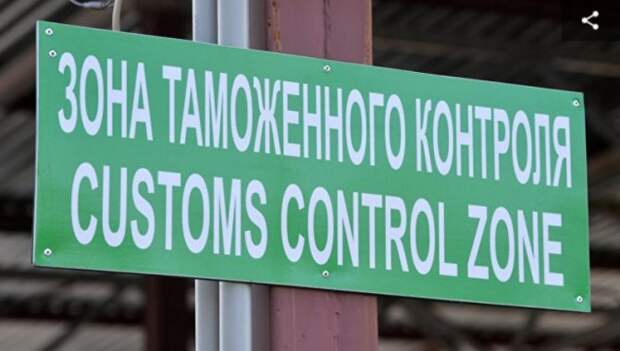 ЗОНА ТАМОЖЕННОГО КОНТРОЛЯ
CUSTOMS CONTROL ZONE